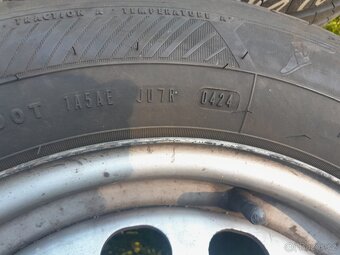 TRACTION A TEMPERATURE A
DOT 1A5AE JU7R 0424